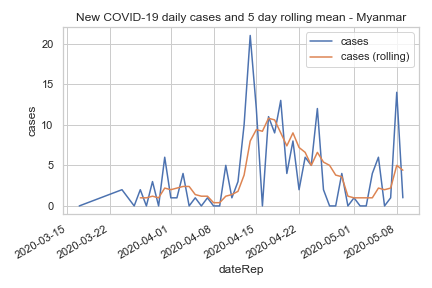 New COVID-19 daily cases and 5 day rolling mean - Myanmar
cases
cases (rolling)
cases
20
15
10
5
0
2020-03-15
2020-03-22
2020-04-01
2020-04-08
2020-04-15
2020-04-22
2020-05-01
2020-05-08
dateRep